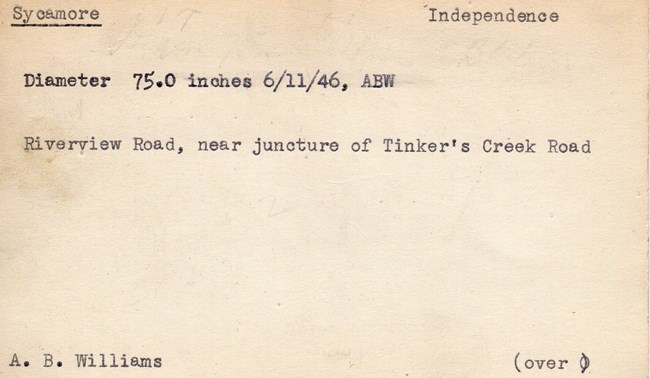 Sycamore Independence
Diameter 75.0 inches 6/11/46, ABW
Riverview Road, near juncture of Tinker's Creek Road
A. B. Williams (over )